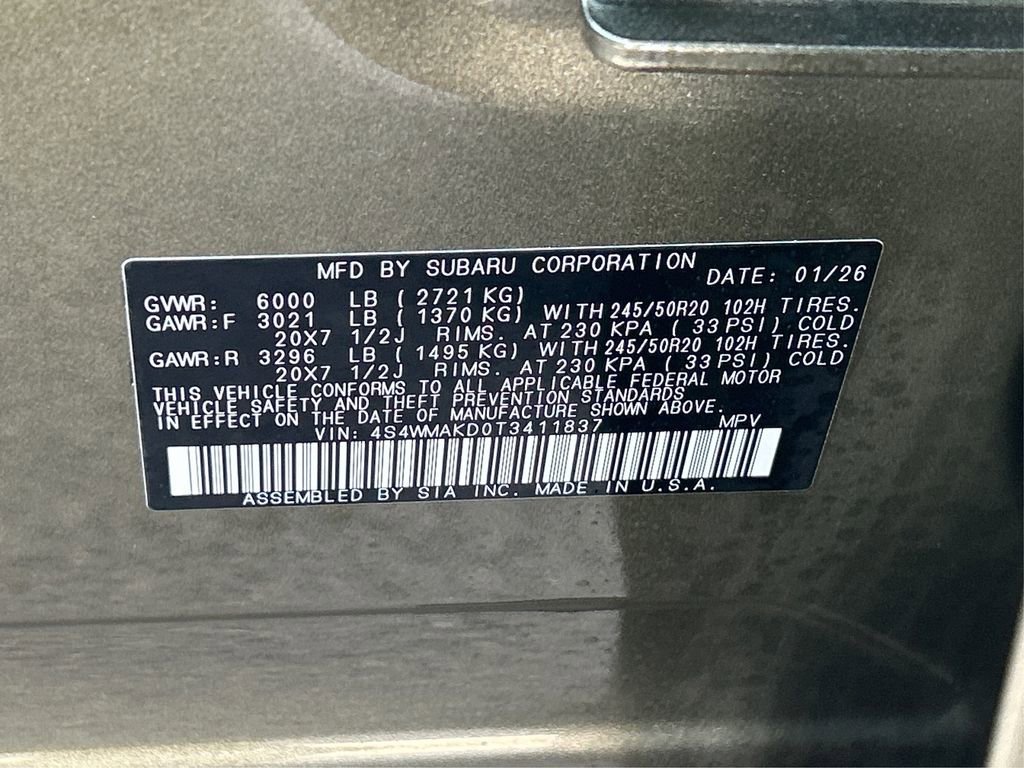 MFD BY SUBARU CORPORATION DATE: 01/26
GVWR: 6000 LB ( 2721 KG)
GAWR:F 3021 LB ( 1370 KG) WITH 245/50R20 102H TIRES.
20X7 1/2J RIMS. AT 230 KPA ( 33 PSI) COLD
GAWR:R 3296 LB ( 1495 KG) WITH 245/50R20 102H TIRES.
20X7 1/2J RIMS. AT 230 KPA ( 33 PSI) COLD
THIS VEHICLE CONFORMS TO ALL APPLICABLE FEDERAL MOTOR
VEHICLE SAFETY AND THEFT PREVENTION STANDARDS
IN EFFECT ON THE DATE OF MANUFACTURE SHOWN ABOVE.
VIN: 4S4WMAKD0T3411837 MPV
ASSEMBLED BY SIA INC. MADE IN U.S.A.